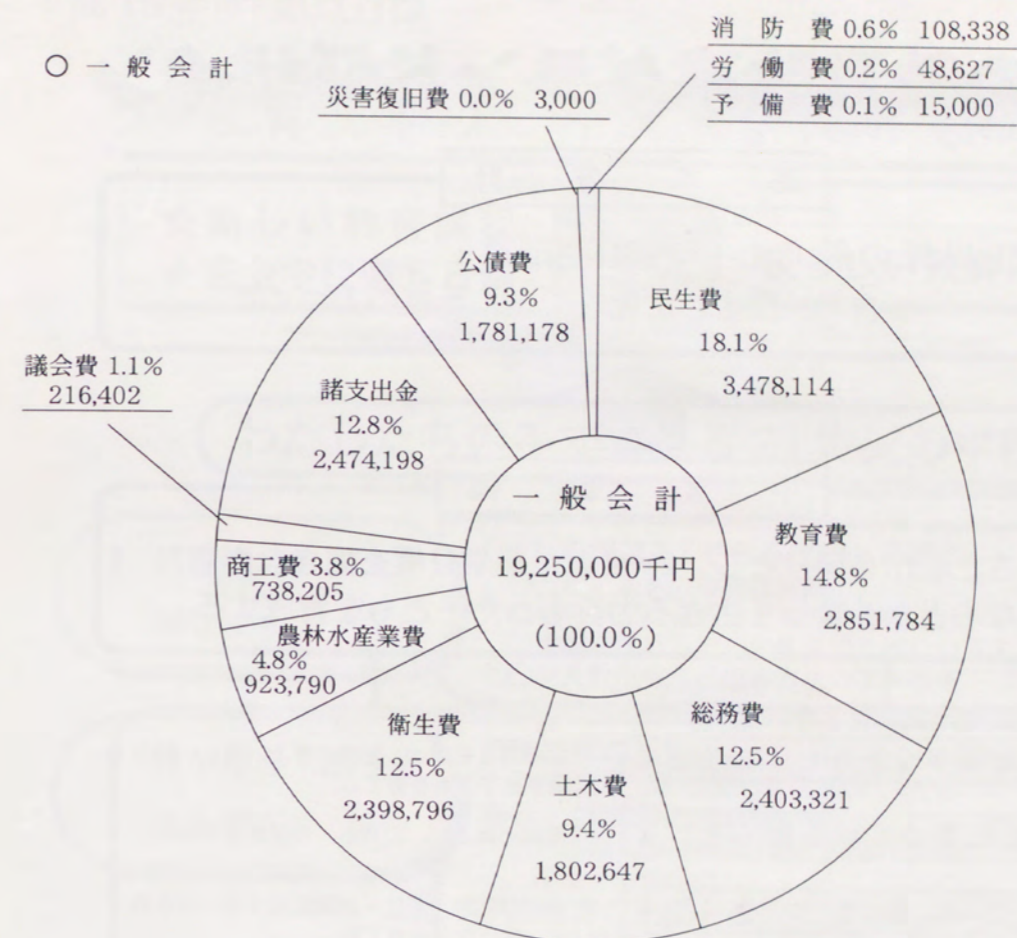 ○ 一般会計
消防費 0.6% 108,338
労働費 0.2% 48,627
予備費 0.1% 15,000
災害復旧費 0.0% 3,000
公債費
9.3%
1,781,178
民生費
18.1%
3,478,114
議会費 1.1%
216,402
諸支出金
12.8%
2,474,198
一般会計
19,250,000千円
(100.0%)
教育費
14.8%
2,851,784
商工費 3.8%
738,205
農林水産業費
4.8%
923,790
衛生費
12.5%
2,398,796
土木費
9.4%
1,802,647
総務費
12.5%
2,403,321